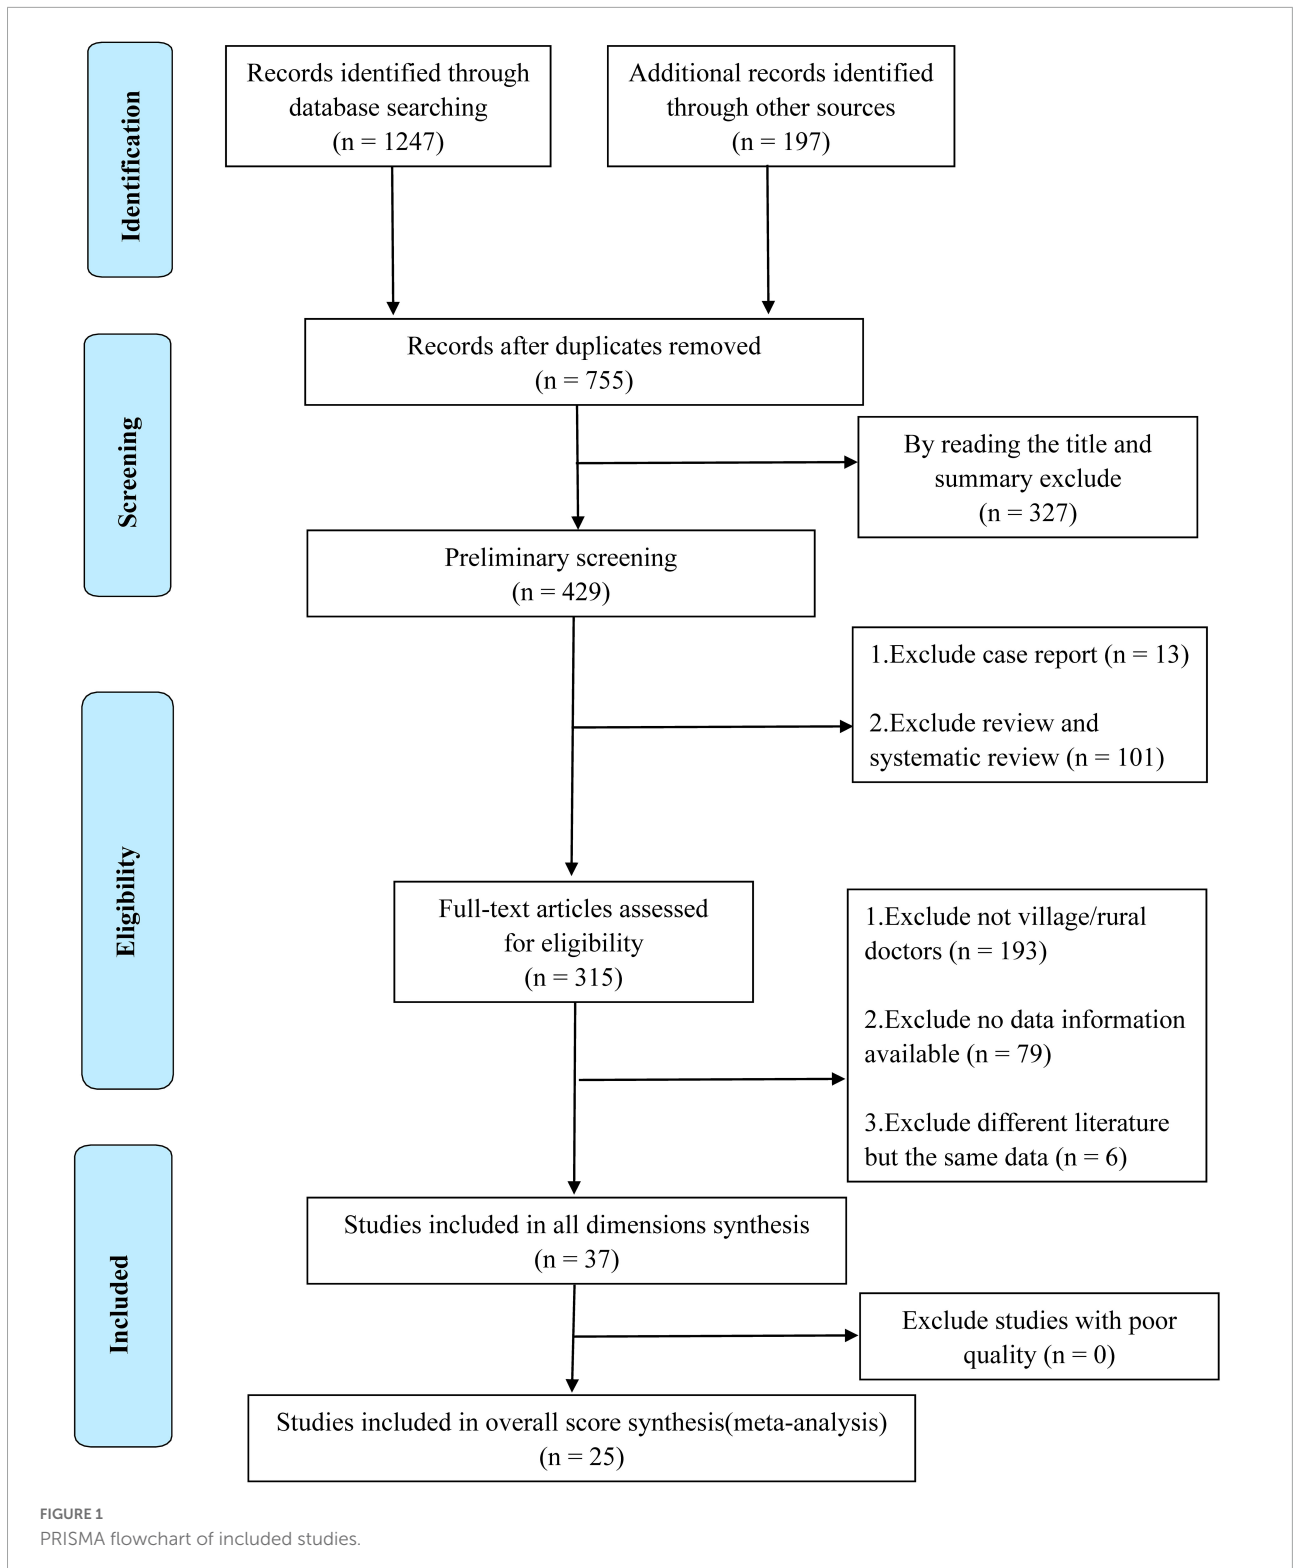 Identification
Records identified through
database searching
(n = 1247)
Additional records identified
through other sources
(n = 197)
Screening
Records after duplicates removed
(n = 755)
By reading the title and
summary exclude
(n = 327)
Preliminary screening
(n = 429)
Eligibility
1.Exclude case report (n = 13)
2.Exclude review and
systematic review (n = 101)
Full-text articles assessed
for eligibility
(n = 315)
1.Exclude not village/rural
doctors (n = 193)
2.Exclude no data information
available (n = 79)
3.Exclude different literature
but the same data (n = 6)
Included
Studies included in all dimensions synthesis
(n = 37)
Exclude studies with poor
quality (n = 0)
Studies included in overall score synthesis(meta-analysis)
(n = 25)
FIGURE 1
PRISMA flowchart of included studies.